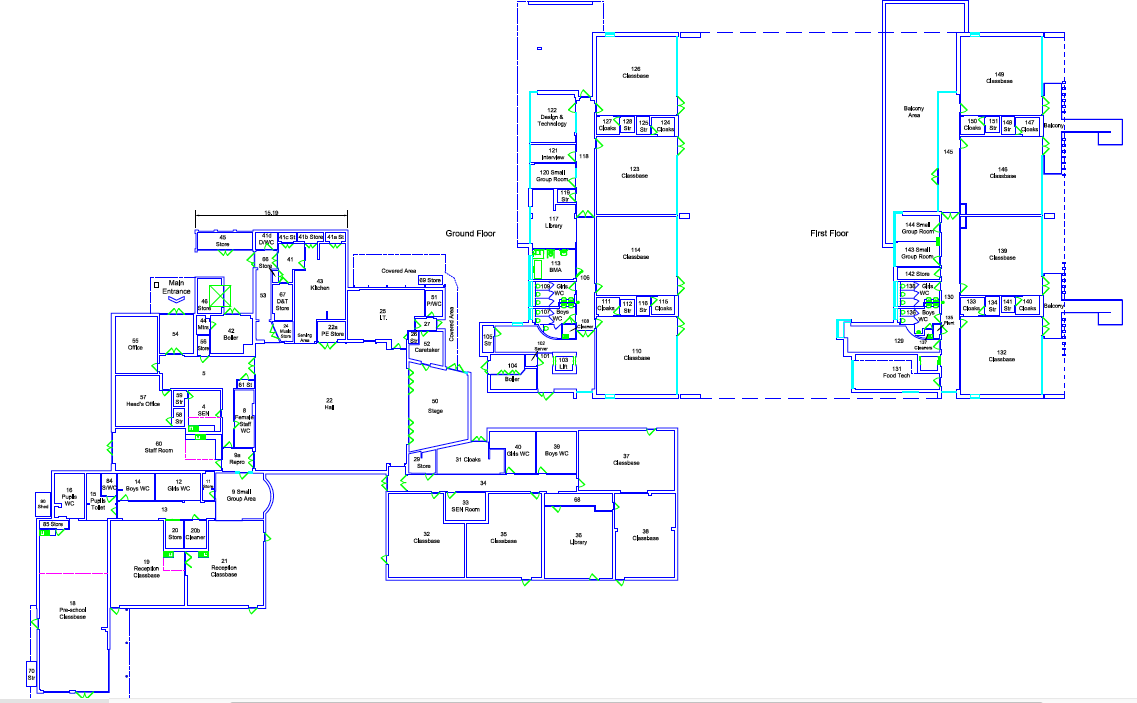 126
Classbase
149
Classbase
122
Design &
Technology
Balcony
Area
127
Cloaks
128
Str
125
Str
124
Cloaks
150
Cloaks
151
Str
148
Str
147
Cloaks
Balcony
121
Interview
118
145
120 Small
Group Room
123
Classbase
146
Classbase
119
Str
15.19
117
Library
144 Small
Group Room
45
Store
41d
D/WC
41c St
41b Store
41a St
Ground Floor
First Floor
114
Classbase
143 Small
Group Room
139
Classbase
66
Store
41
113
BMA
142 Store
Covered Area
69 Store
105
Main
Entrance
43
Kitchen
109
Girls
WC
138
Girls
WC
130
Balcony
46
Store
53
67
D&T
Store
51
P/WC
111
Cloaks
112
Str
116
Str
115
Cloaks
133
Cloaks
134
Str
141
Str
140
Cloaks
25
I.T.
107
Boys
WC
136
Boys
WC
44
Mtrs
24
Music
Store
22a
PE Store
27
Covered Area
108
Cleaner
135
Plant
54
42
Boiler
Serving
Area
26
Str
106
Str
55
Office
55
Store
52
Caretaker
102
Server
129
137
Cleaners
110
Classbase
132
Classbase
101
104
Boiler
103
Lift
131
Food Tech
5
61 St
57
Head's Office
59
Str
4
SEN
58
Str
8
Female
Staff
WC
22
Hall
50
Stage
60
Staff Room
9a
Repro
29
Store
31 Cloaks
40
Girls WC
39
Boys WC
37
Classbase
16
Pupils
WC
84
S/WC
15
Pupils
Toilet
14
Boys WC
12
Girls WC
11
Store
9 Small
Group Area
34
13
33
SEN Room
68
85 Store
20
Store
20b
Cleaner
32
Classbase
35
Classbase
36
Library
38
Classbase
19
Reception
Classbase
21
Reception
Classbase
18
Pre-school
Classbase
70
Str